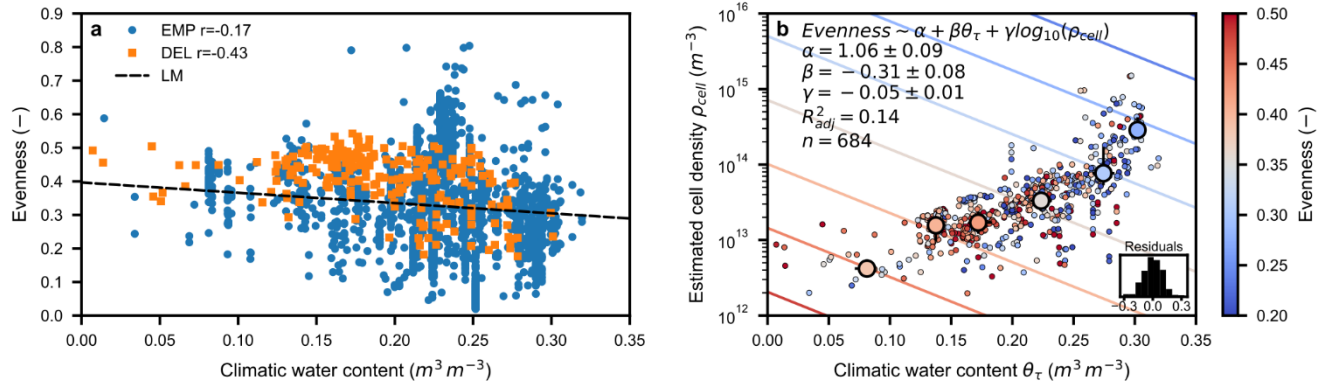 a
EMP r=-0.17
DEL r=-0.43
LM
0.9
0.8
0.7
0.6
0.5
0.4
0.3
0.2
0.1
0.0
Evenness (−)
0.00 0.05 0.10 0.15 0.20 0.25 0.30 0.35
Climatic water content (m³ m⁻³)
b Evenness ~ α + βθτ + γlog₁₀(ρcell)
α = 1.06 ± 0.09
β = −0.31 ± 0.08
γ = −0.05 ± 0.01
R²adj = 0.14
n = 684
10¹⁶
10¹⁵
10¹⁴
10¹³
10¹²
Estimated cell density ρcell (m⁻³)
0.00 0.05 0.10 0.15 0.20 0.25 0.30 0.35
Climatic water content θτ (m³ m⁻³)
Residuals
−0.3 0.0 0.3
0.50
0.45
0.40
0.35
0.30
0.25
0.20
Evenness (−)